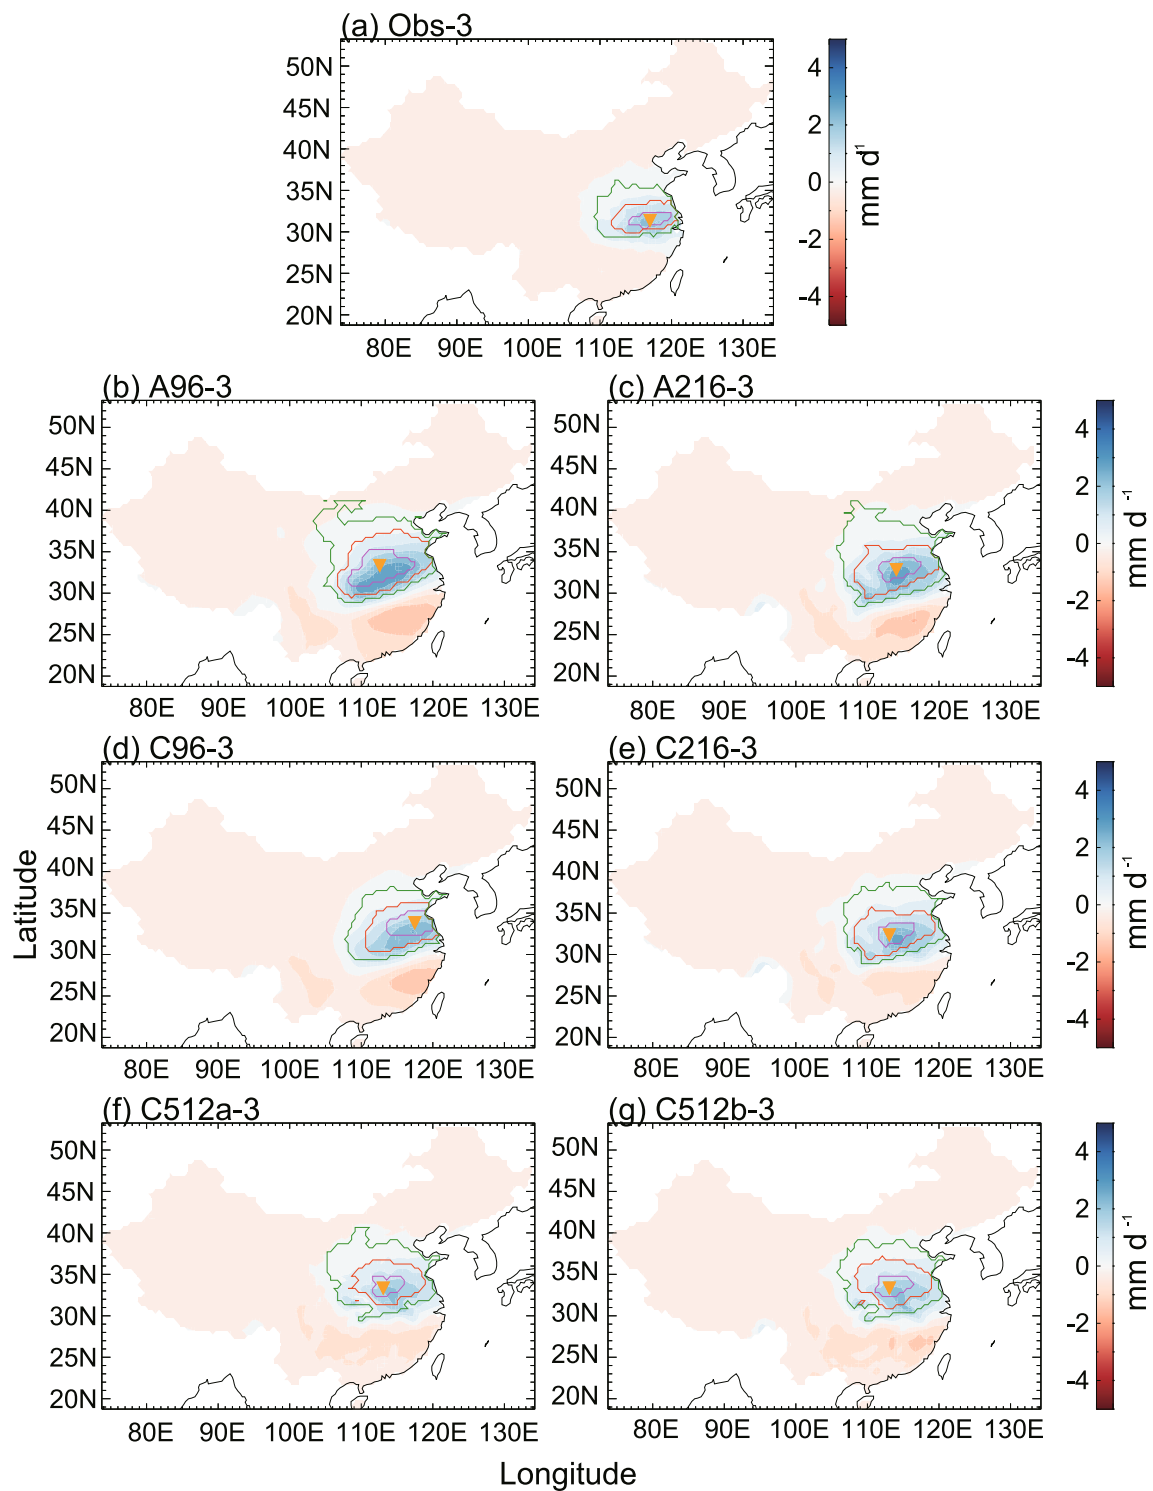 (a) Obs-3
50N
45N
40N
35N
30N
25N
20N
80E 90E 100E 110E 120E 130E
4
2
0
-2
-4
mm d1
(b) A96-3
50N
45N
40N
35N
30N
25N
20N
80E 90E 100E 110E 120E 130E
(c) A216-3
50N
45N
40N
35N
30N
25N
20N
80E 90E 100E 110E 120E 130E
4
2
0
-2
-4
mm d -1
(d) C96-3
50N
45N
40N
35N
30N
25N
20N
80E 90E 100E 110E 120E 130E
(e) C216-3
50N
45N
40N
35N
30N
25N
20N
80E 90E 100E 110E 120E 130E
4
2
0
-2
-4
mm d -1
Latitude
(f) C512a-3
50N
45N
40N
35N
30N
25N
20N
80E 90E 100E 110E 120E 130E
(g) C512b-3
50N
45N
40N
35N
30N
25N
20N
80E 90E 100E 110E 120E 130E
4
2
0
-2
-4
mm d -1
Longitude